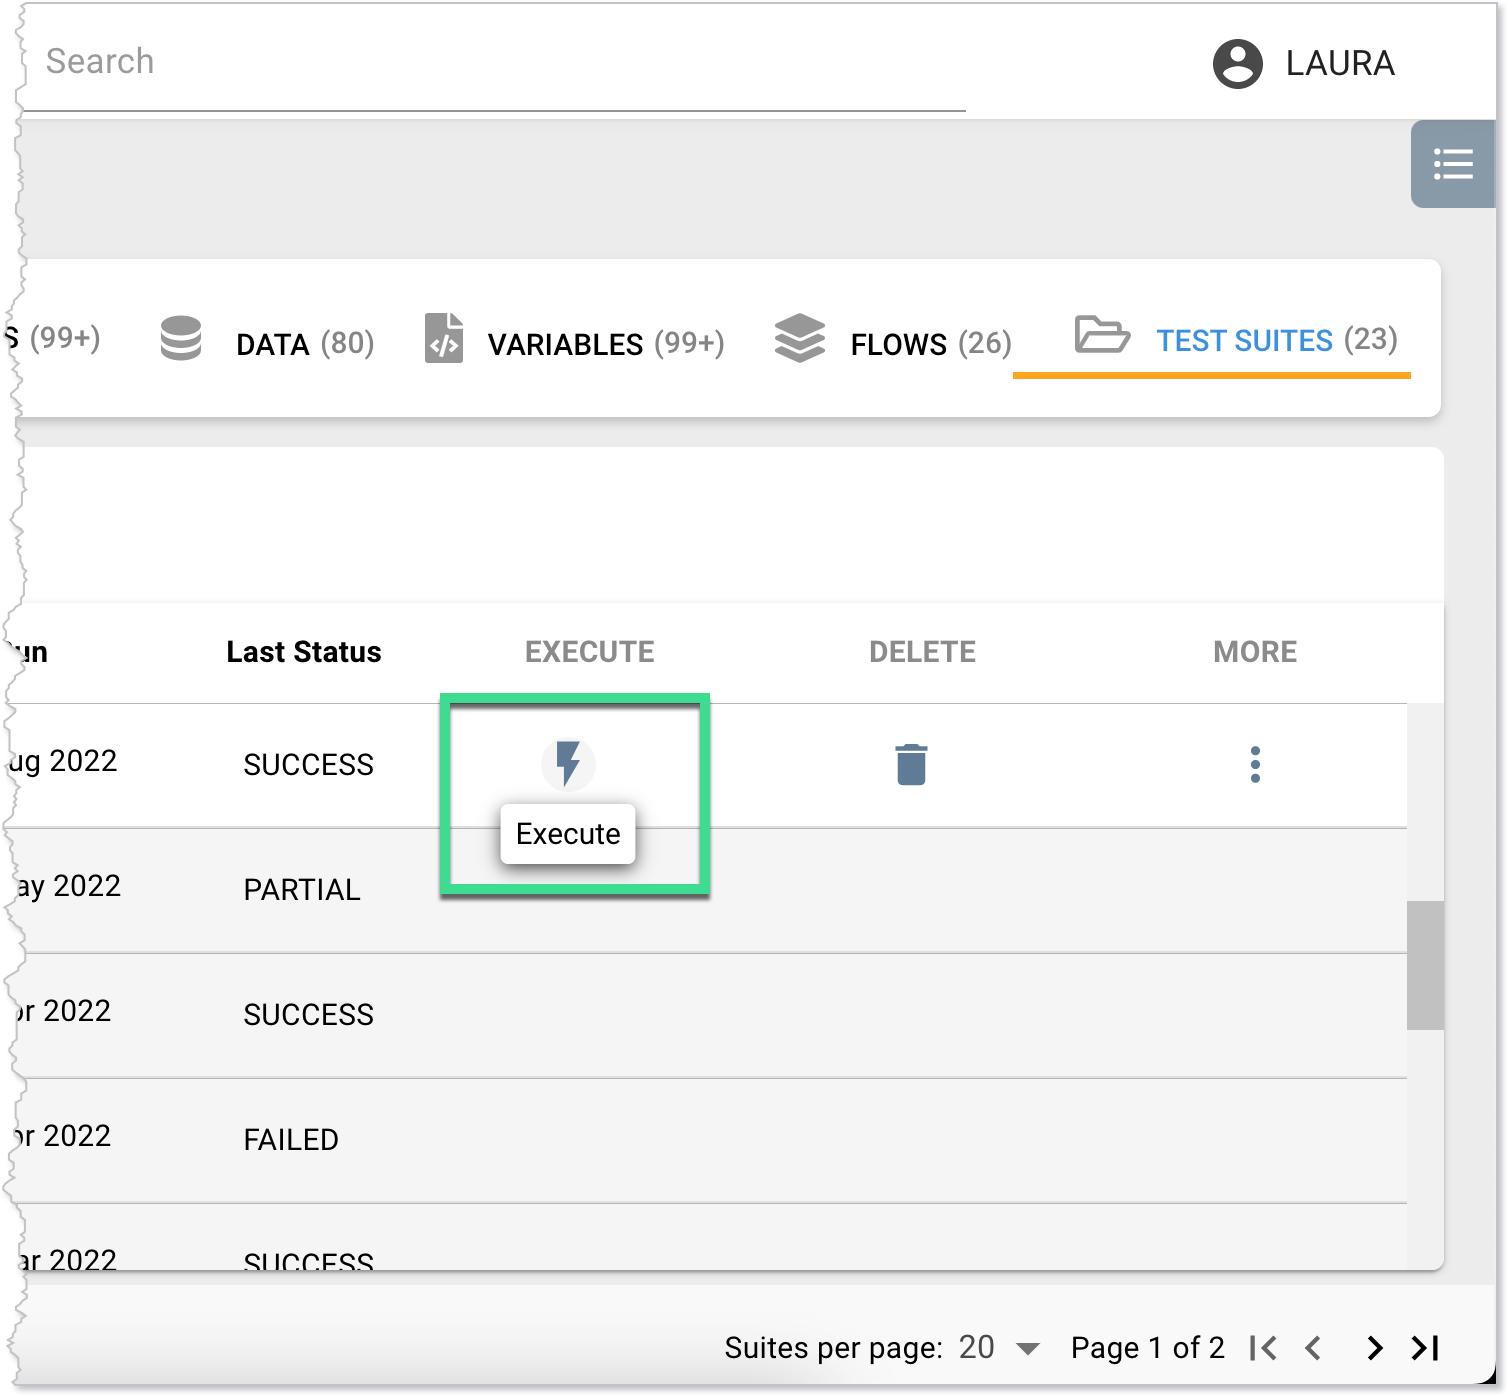 Search
LAURA
S (99+)
DATA (80)
VARIABLES (99+)
FLOWS (26)
TEST SUITES (23)
un Last Status EXECUTE DELETE MORE
ug 2022 SUCCESS
Execute
ay 2022 PARTIAL
pr 2022 SUCCESS
pr 2022 FAILED
ar 2022 SUCCESS
Suites per page: 20 Page 1 of 2